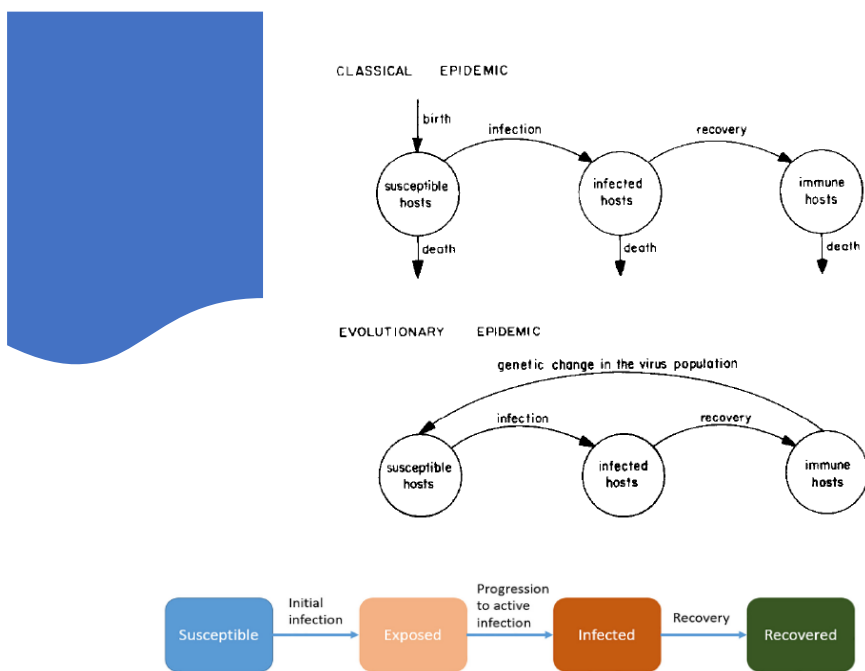 CLASSICAL EPIDEMIC
birth
infection
recovery
susceptible
hosts
infected
hosts
immune
hosts
death
death
death
EVOLUTIONARY EPIDEMIC
genetic change in the virus population
infection
recovery
susceptible
hosts
infected
hosts
immune
hosts
Susceptible
Initial
infection
Exposed
Progression
to active
infection
Infected
Recovery
Recovered